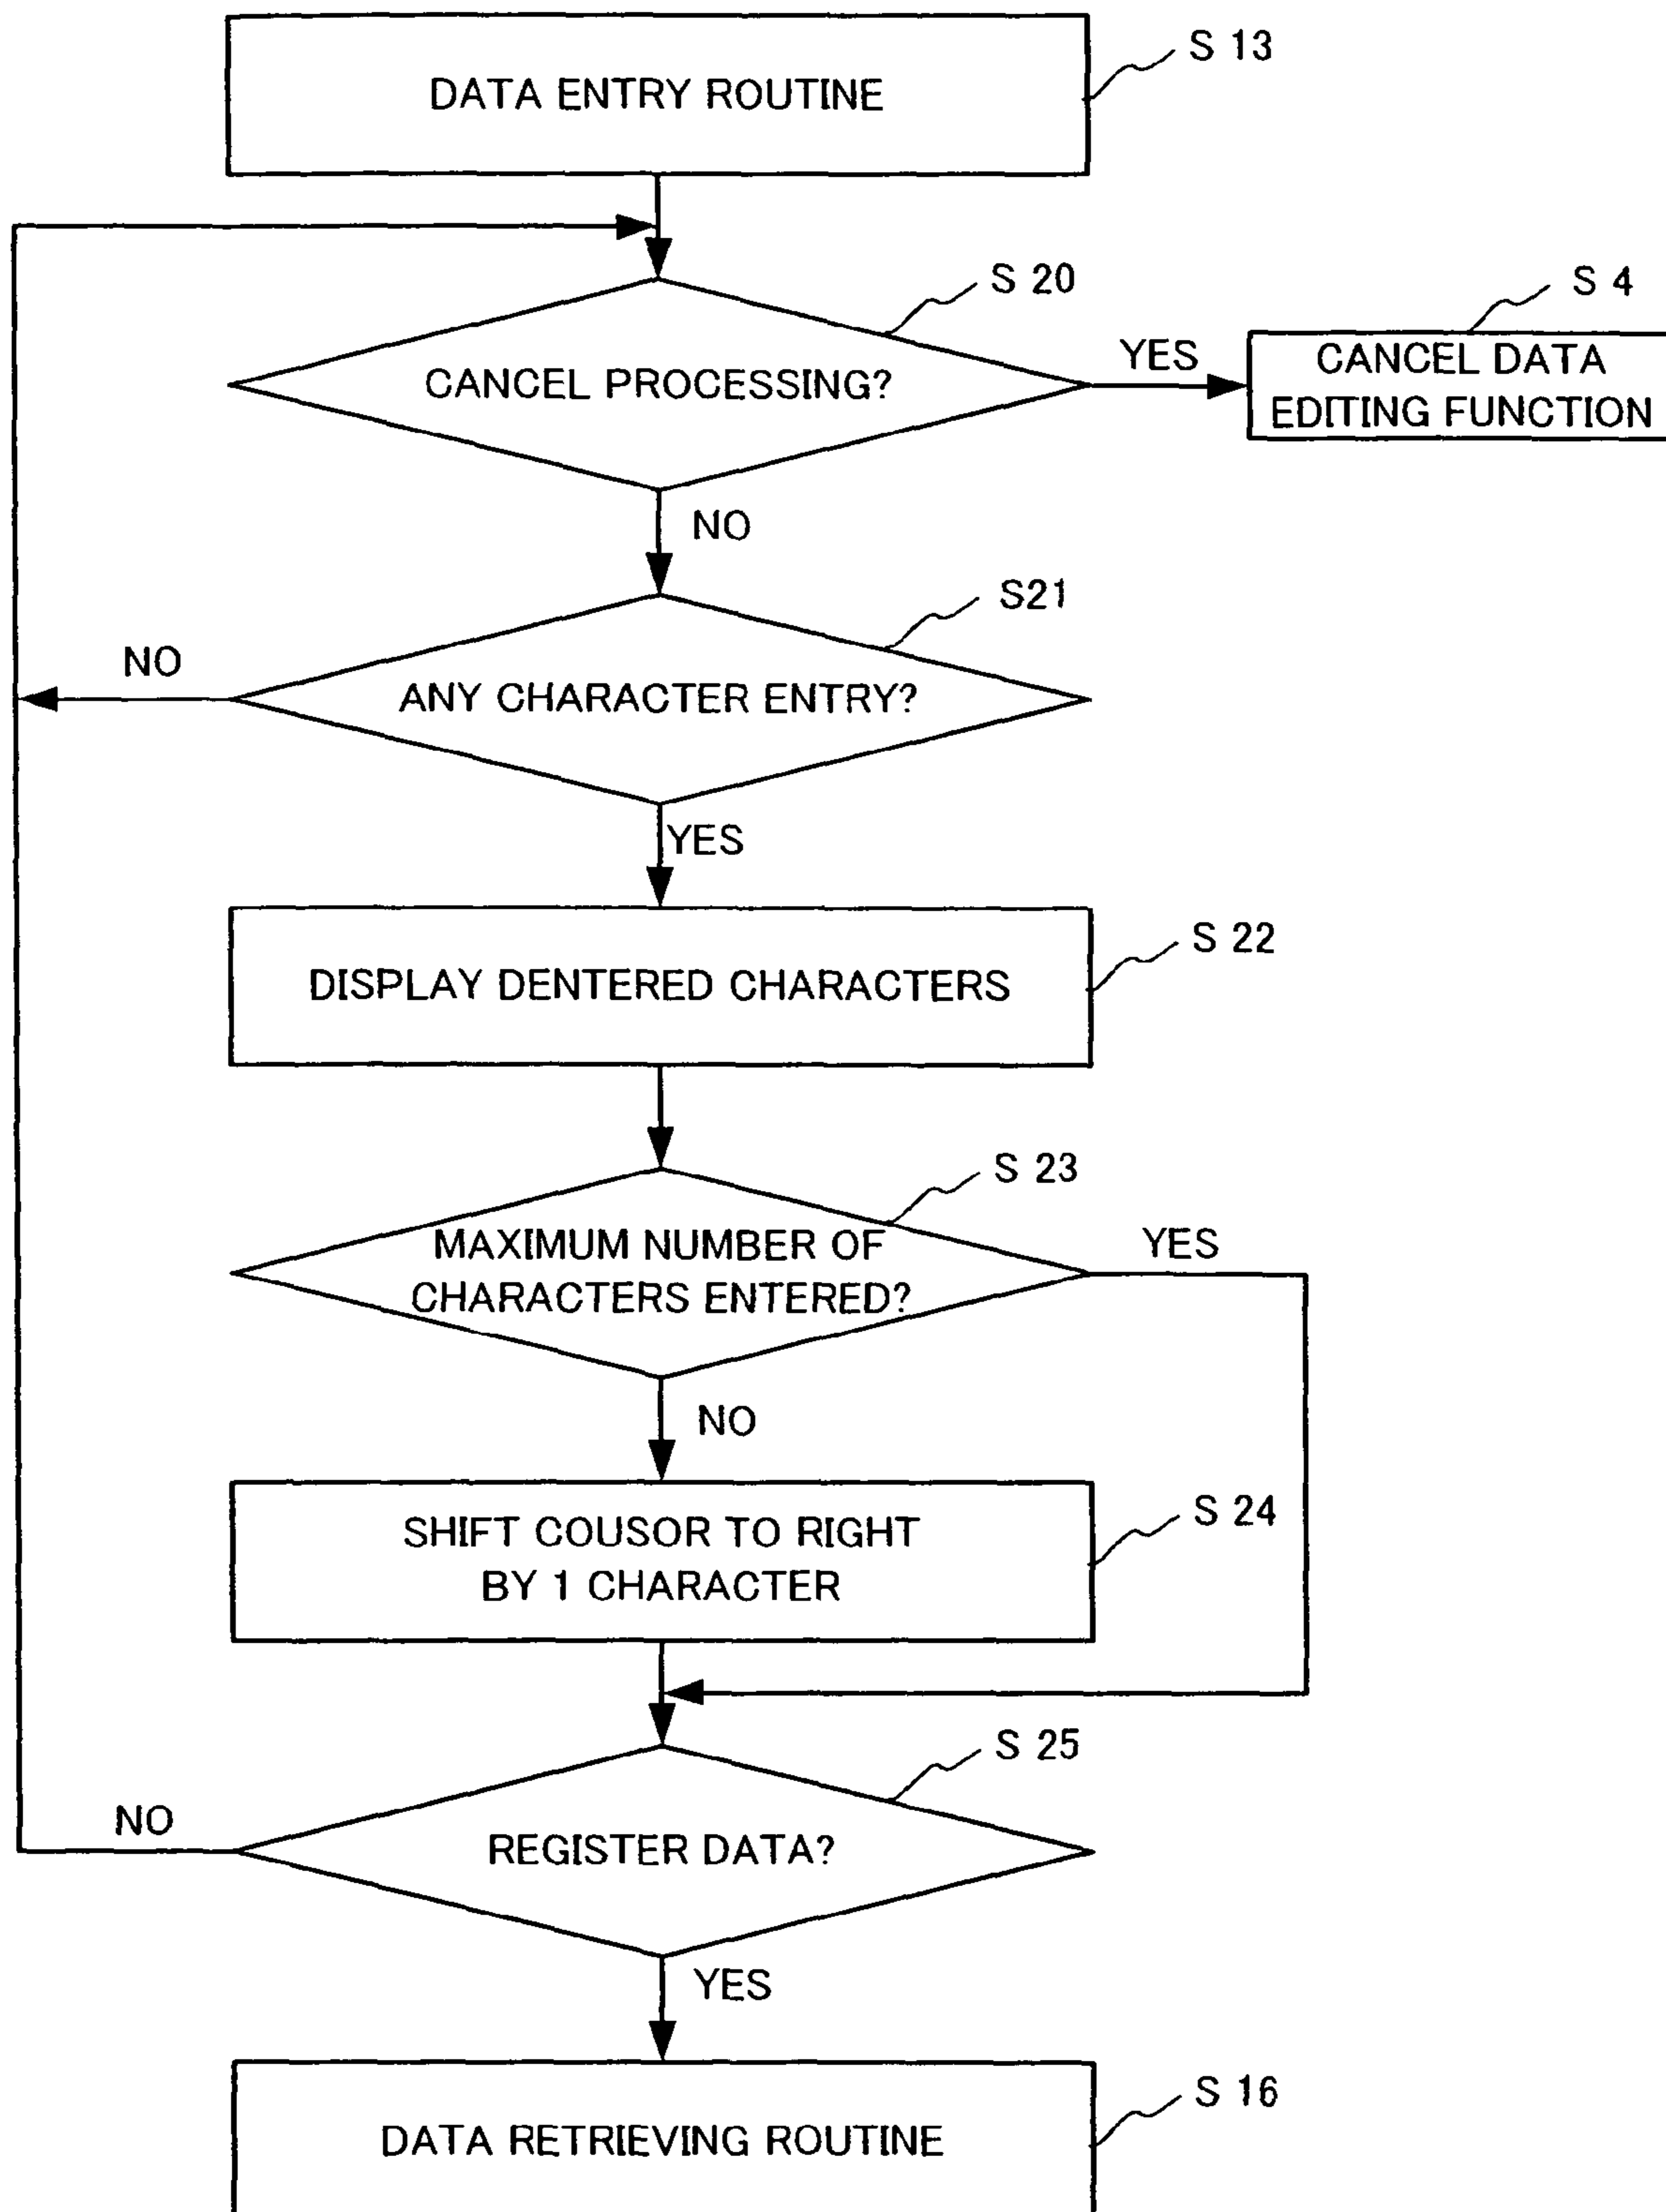 S 13
DATA ENTRY ROUTINE
S 20
S 4
CANCEL PROCESSING?
YES
CANCEL DATA
EDITING FUNCTION
NO
S21
NO
ANY CHARACTER ENTRY?
YES
S 22
DISPLAY DENTERED CHARACTERS
S 23
MAXIMUM NUMBER OF
CHARACTERS ENTERED?
YES
NO
S 24
SHIFT COUSOR TO RIGHT
BY 1 CHARACTER
S 25
NO
REGISTER DATA?
YES
S 16
DATA RETRIEVING ROUTINE